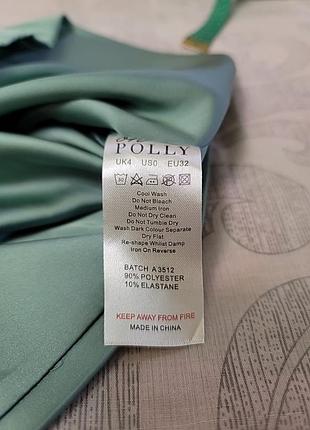 POLLY
UK4 US0 EU32
30
Cool Wash
Do Not Bleach
Medium Iron
Do Not Dry Clean
Do Not Tumble Dry
Wash Dark Colour Separate
Dry Flat
Re-shape Whilst Damp
Iron On Reverse
BATCH A3512
90% POLYESTER
10% ELASTANE
KEEP AWAY FROM FIRE
MADE IN CHINA